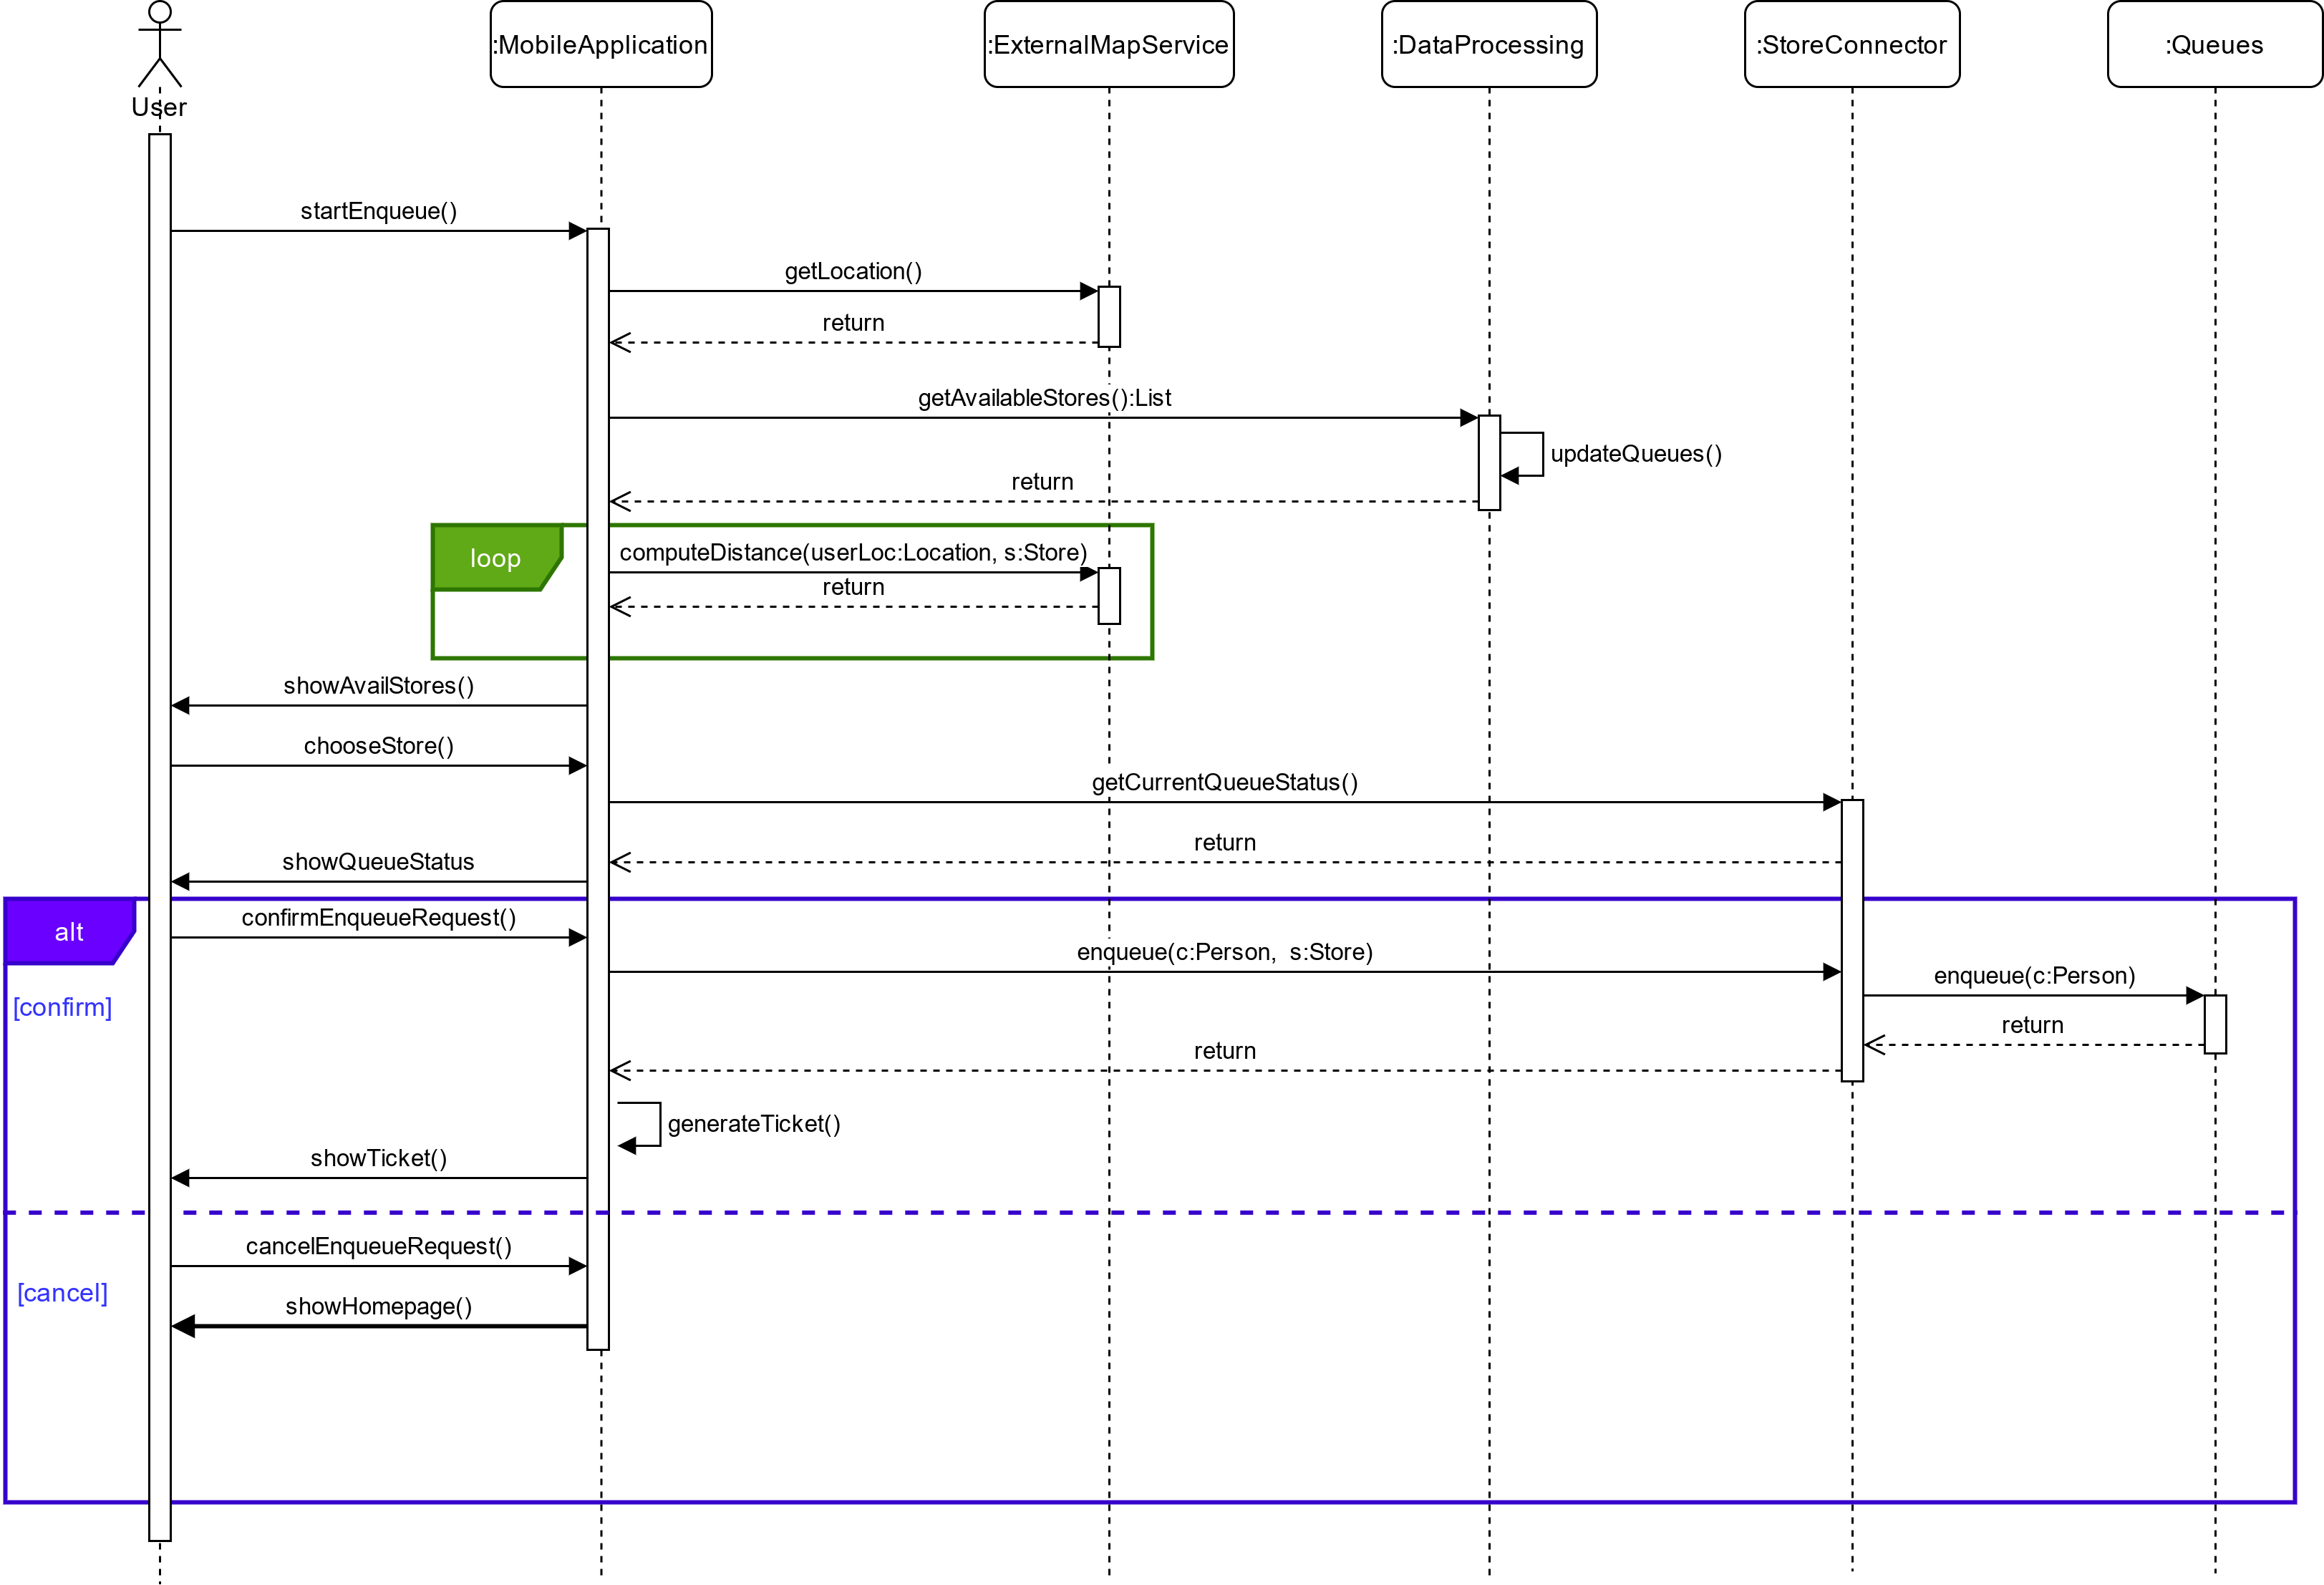 :MobileApplication
:ExternalMapService
:DataProcessing
:StoreConnector
:Queues
User
startEnqueue()
getLocation()
return
getAvailableStores():List
updateQueues()
return
loop
computeDistance(userLoc:Location, s:Store)
return
showAvailStores()
chooseStore()
getCurrentQueueStatus()
return
showQueueStatus
alt
confirmEnqueueRequest()
enqueue(c:Person,  s:Store)
enqueue(c:Person)
[confirm]
return
return
generateTicket()
showTicket()
cancelEnqueueRequest()
[cancel]
showHomepage()